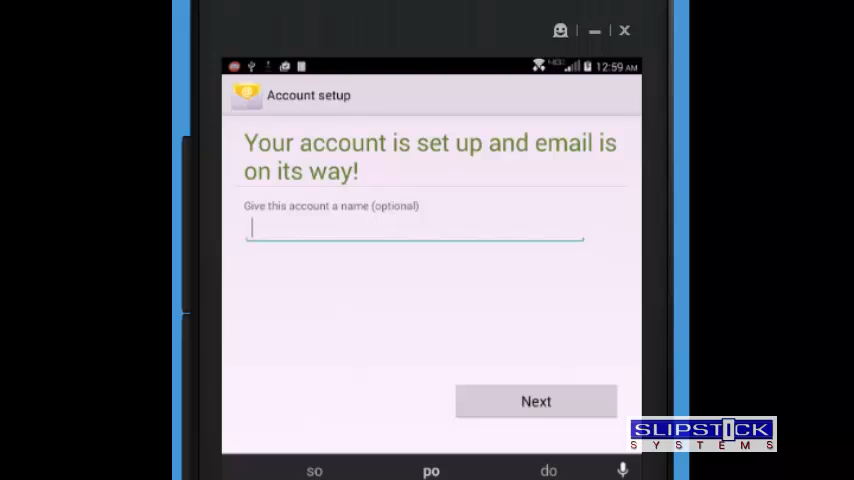 12:59 AM
Account setup
Your account is set up and email is
on its way!
Give this account a name (optional)
Next
SLIPSTICK
SYSTEMS
so po do